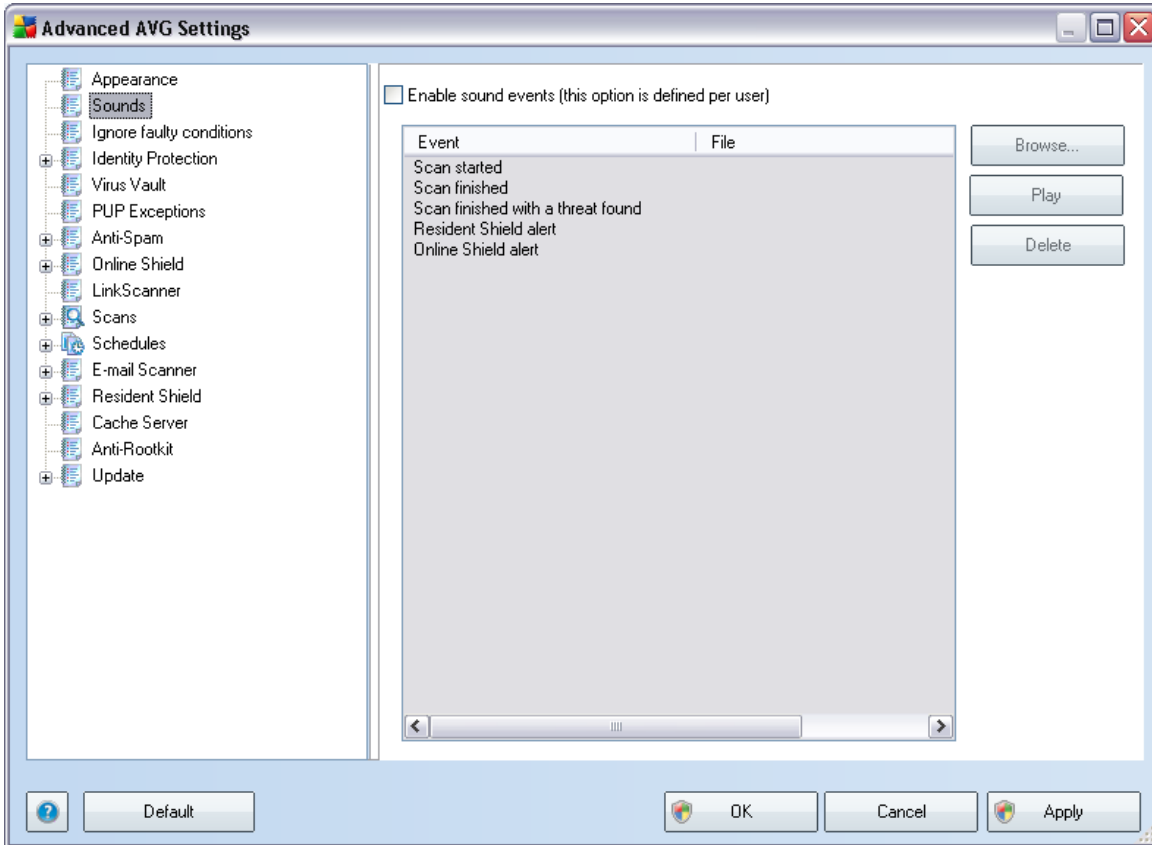 Advanced AVG Settings
Appearance
Sounds
Ignore faulty conditions
Identity Protection
Virus Vault
PUP Exceptions
Anti-Spam
Online Shield
LinkScanner
Scans
Schedules
E-mail Scanner
Resident Shield
Cache Server
Anti-Rootkit
Update
Enable sound events (this option is defined per user)
Event File
Scan started
Scan finished
Scan finished with a threat found
Resident Shield alert
Online Shield alert
Browse...
Play
Delete
Default
OK
Cancel
Apply